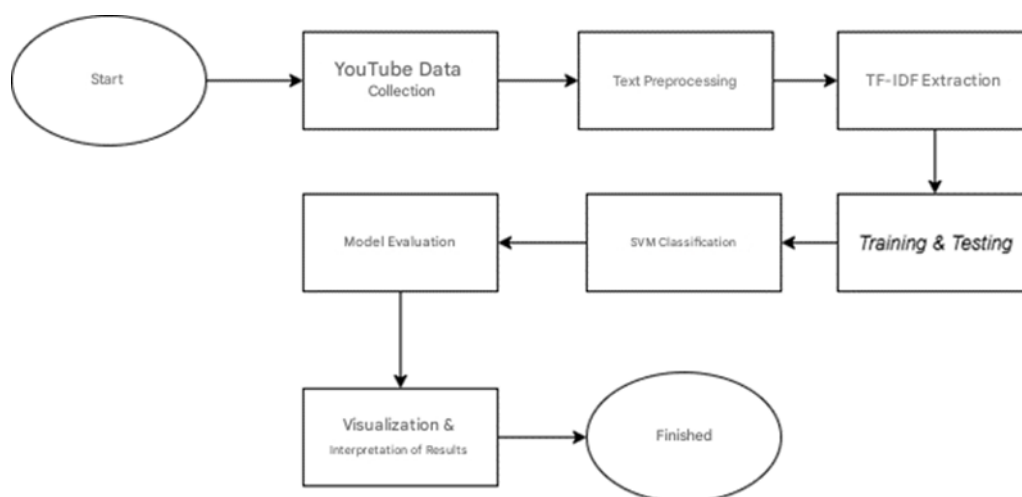 Start
YouTube Data
Collection
Text Preprocessing
TF-IDF Extraction
Training & Testing
SVM Classification
Model Evaluation
Visualization &
Interpretation of Results
Finished